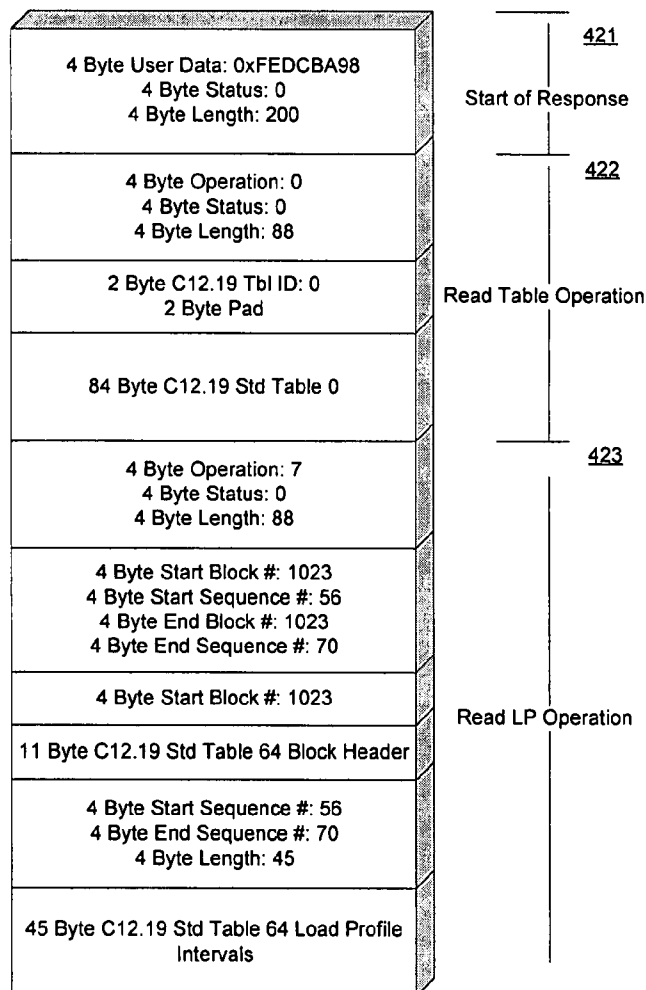 421
4 Byte User Data: 0xFEDCBA98
4 Byte Status: 0
4 Byte Length: 200
Start of Response
422
4 Byte Operation: 0
4 Byte Status: 0
4 Byte Length: 88
2 Byte C12.19 Tbl ID: 0
2 Byte Pad
Read Table Operation
84 Byte C12.19 Std Table 0
423
4 Byte Operation: 7
4 Byte Status: 0
4 Byte Length: 88
4 Byte Start Block #: 1023
4 Byte Start Sequence #: 56
4 Byte End Block #: 1023
4 Byte End Sequence #: 70
4 Byte Start Block #: 1023
Read LP Operation
11 Byte C12.19 Std Table 64 Block Header
4 Byte Start Sequence #: 56
4 Byte End Sequence #: 70
4 Byte Length: 45
45 Byte C12.19 Std Table 64 Load Profile
Intervals